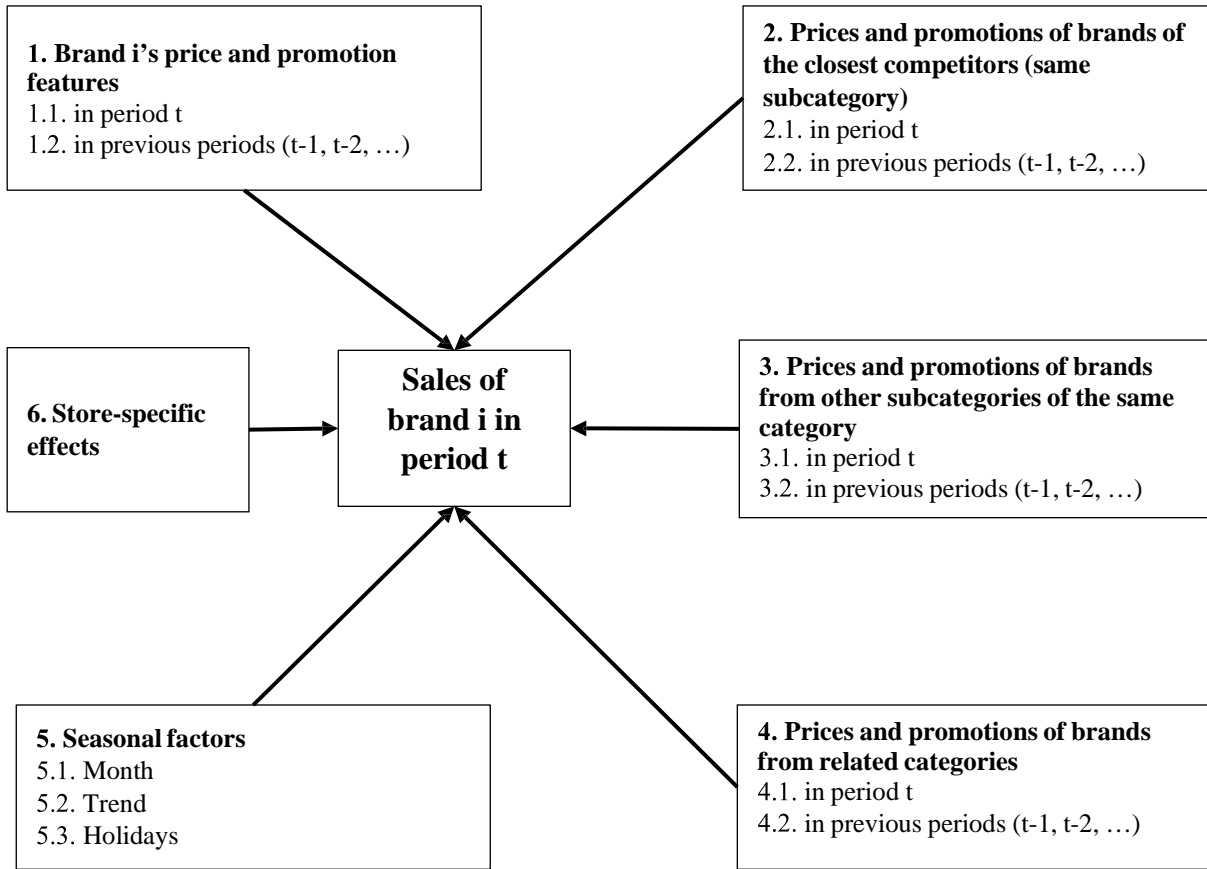 1. Brand i’s price and promotion
features
1.1. in period t
1.2. in previous periods (t-1, t-2, …)
2. Prices and promotions of brands of
the closest competitors (same
subcategory)
2.1. in period t
2.2. in previous periods (t-1, t-2, …)
6. Store-specific
effects
Sales of
brand i in
period t
3. Prices and promotions of brands
from other subcategories of the same
category
3.1. in period t
3.2. in previous periods (t-1, t-2, …)
5. Seasonal factors
5.1. Month
5.2. Trend
5.3. Holidays
4. Prices and promotions of brands
from related categories
4.1. in period t
4.2. in previous periods (t-1, t-2, …)